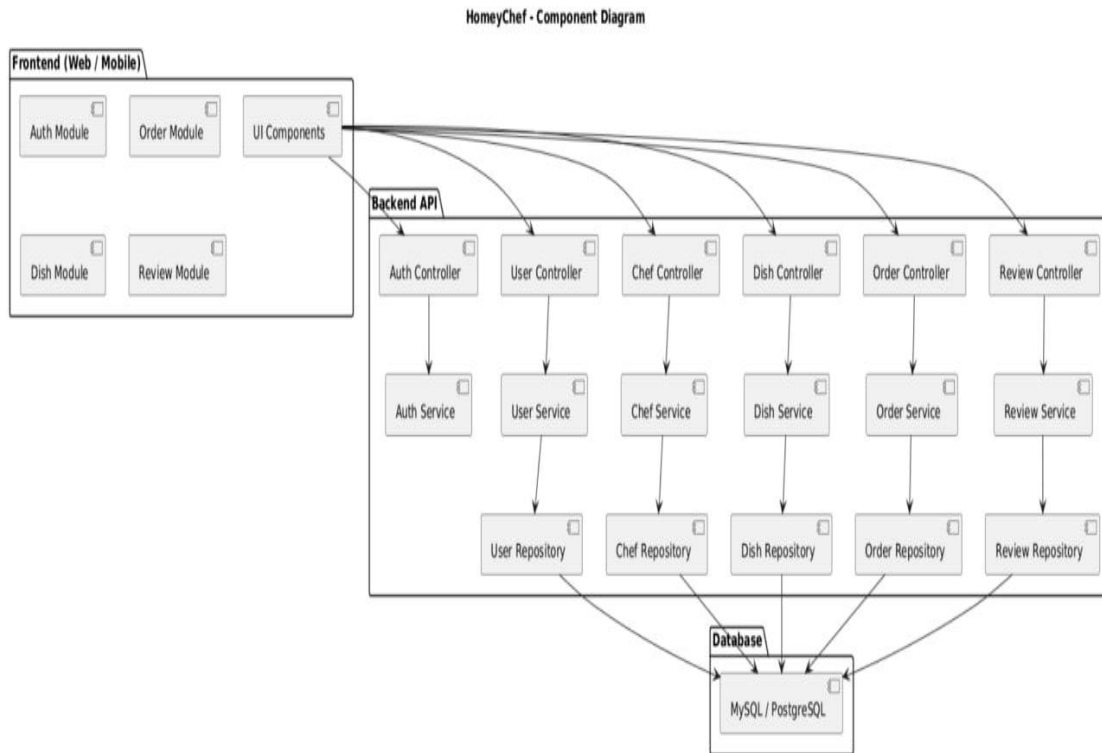 HomeyChef - Component Diagram
Frontend (Web / Mobile)
Auth Module
Order Module
UI Components
Dish Module
Review Module
Backend API
Auth Controller
User Controller
Chef Controller
Dish Controller
Order Controller
Review Controller
Auth Service
User Service
Chef Service
Dish Service
Order Service
Review Service
User Repository
Chef Repository
Dish Repository
Order Repository
Review Repository
Database
MySQL / PostgreSQL